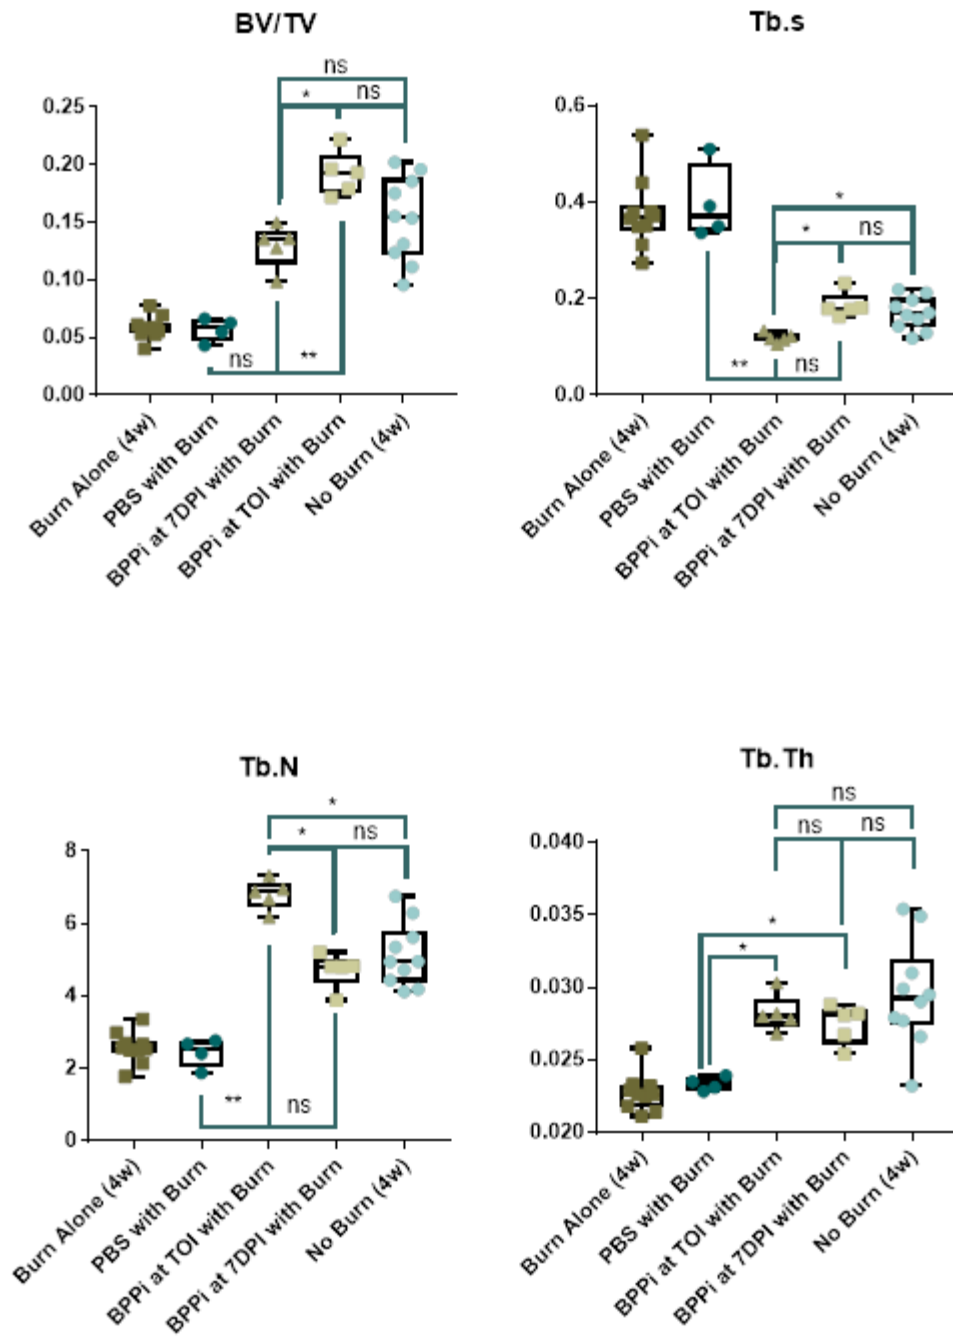 BV/TV
ns
* ns
0.25
0.20
0.15
0.10
0.05
0.00
ns **
Burn Alone (4w)
PBS with Burn
BPPi at 7DPI with Burn
BPPi at TOI with Burn
No Burn (4w)
Tb.s
0.6
0.4
0.2
0.0
*
* ns
** ns
Burn Alone (4w)
PBS with Burn
BPPi at TOI with Burn
BPPi at 7DPI with Burn
No Burn (4w)
Tb.N
*
* ns
8
6
4
2
0
** ns
Burn Alone (4w)
PBS with Burn
BPPi at TOI with Burn
BPPi at 7DPI with Burn
No Burn (4w)
Tb.Th
ns
ns ns
0.040
0.035
0.030
0.025
0.020
*
*
Burn Alone (4w)
PBS with Burn
BPPi at TOI with Burn
BPPi at 7DPI with Burn
No Burn (4w)